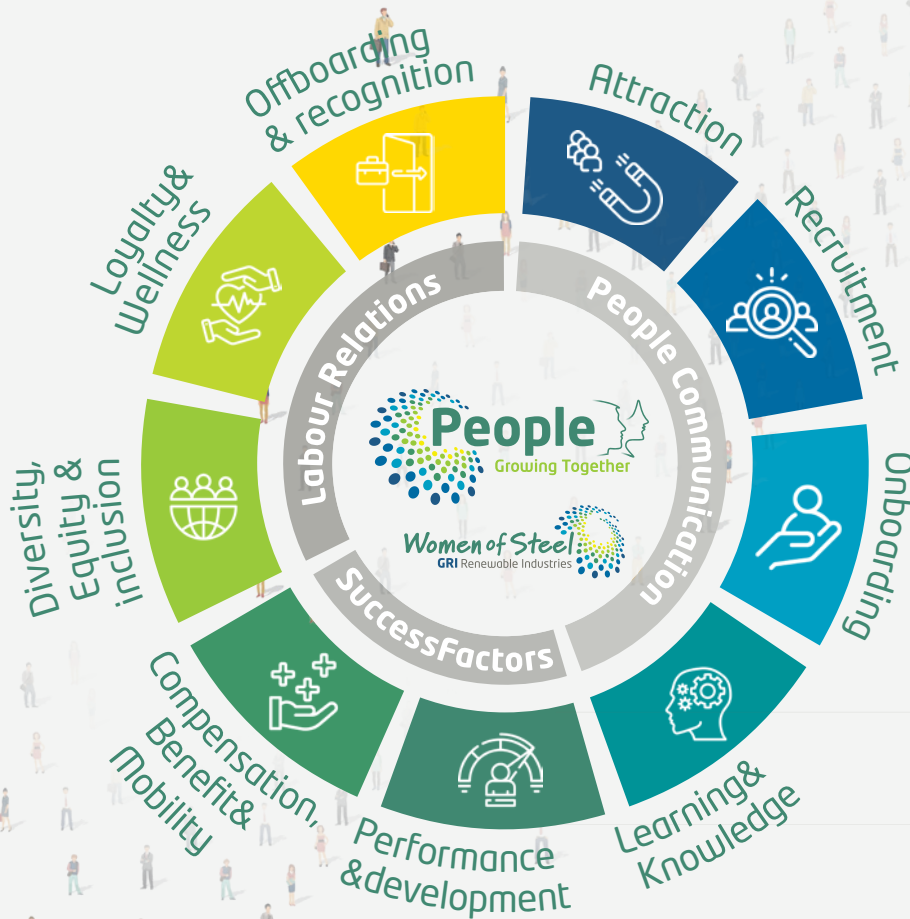 Offboarding
& recognition
Attraction
Recruitment
Onboarding
Learning&
Knowledge
Performance
&development
Compensation,
Benefit&
Mobility
Diversity,
Equity &
inclusion
Loyalty&
Wellness
Labour Relations
People Communication
SuccessFactors
People
Growing Together
Women of Steel
GRI Renewable Industries